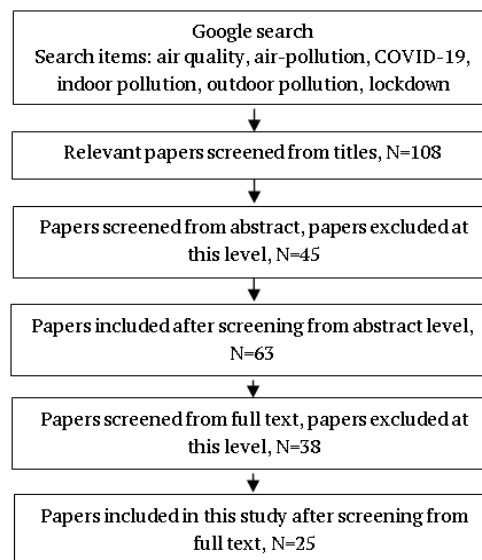 Google search
Search items: air quality, air-pollution, COVID-19,
indoor pollution, outdoor pollution, lockdown
Relevant papers screened from titles, N=108
Papers screened from abstract, papers excluded at
this level, N=45
Papers included after screening from abstract level,
N=63
Papers screened from full text, papers excluded at
this level, N=38
Papers included in this study after screening from
full text, N=25